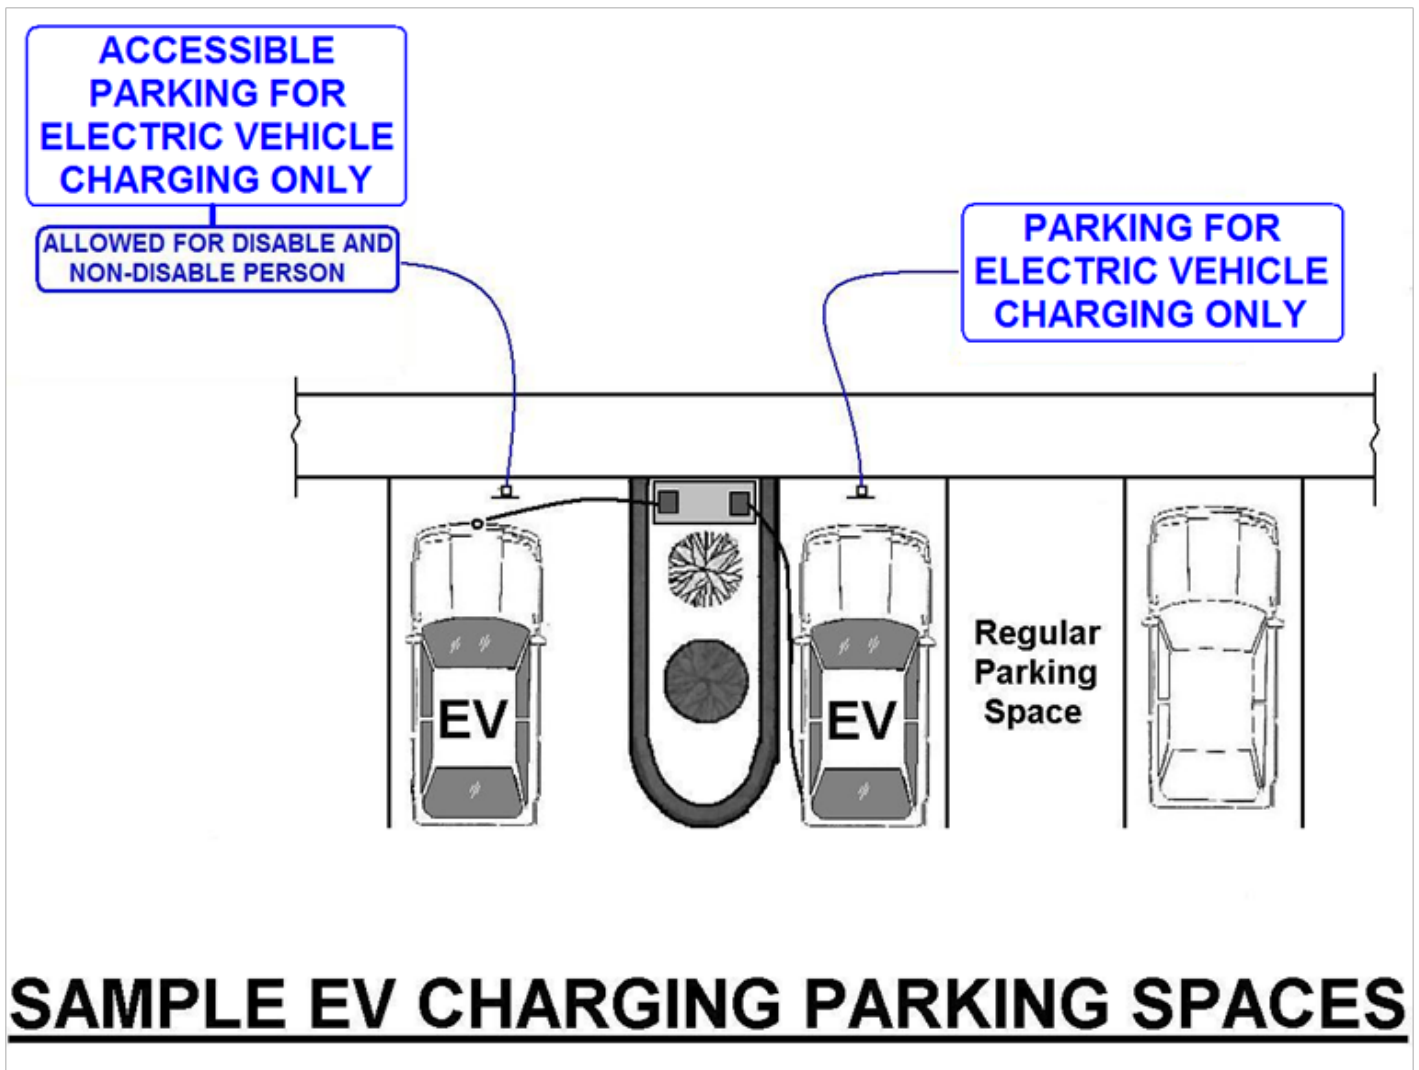 ACCESSIBLE
PARKING FOR
ELECTRIC VEHICLE
CHARGING ONLY
ALLOWED FOR DISABLE AND
NON-DISABLE PERSON
PARKING FOR
ELECTRIC VEHICLE
CHARGING ONLY
EV
EV
Regular
Parking
Space
SAMPLE EV CHARGING PARKING SPACES